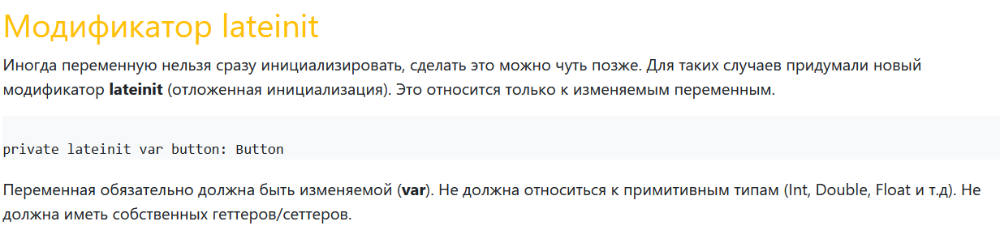 Модификатор lateinit
Иногда переменную нельзя сразу инициализировать, сделать это можно чуть позже. Для таких случаев придумали новый
модификатор lateinit (отложенная инициализация). Это относится только к изменяемым переменным.
private lateinit var button: Button
Переменная обязательно должна быть изменяемой (var). Не должна относиться к примитивным типам (Int, Double, Float и т.д). Не
должна иметь собственных геттеров/сеттеров.